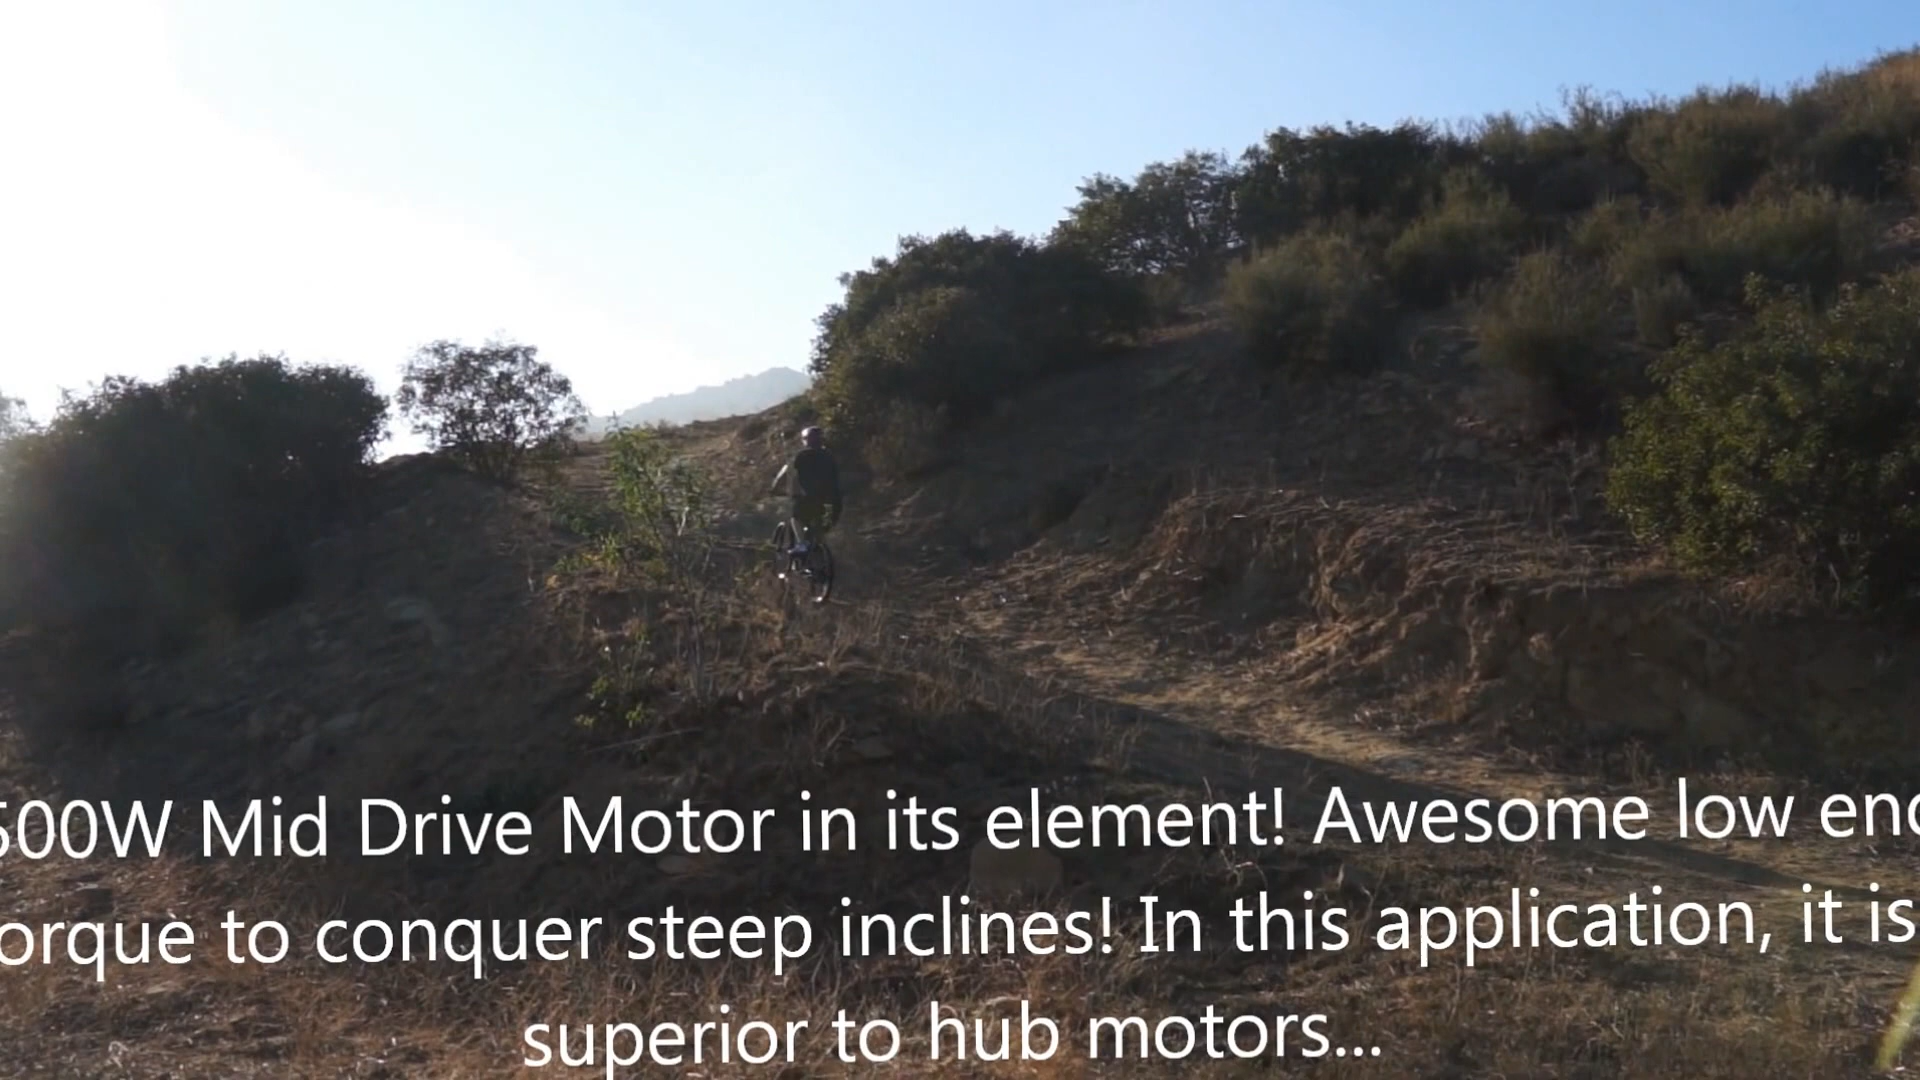 500W Mid Drive Motor in its element! Awesome low end
orque to conquer steep inclines! In this application, it is
superior to hub motors...